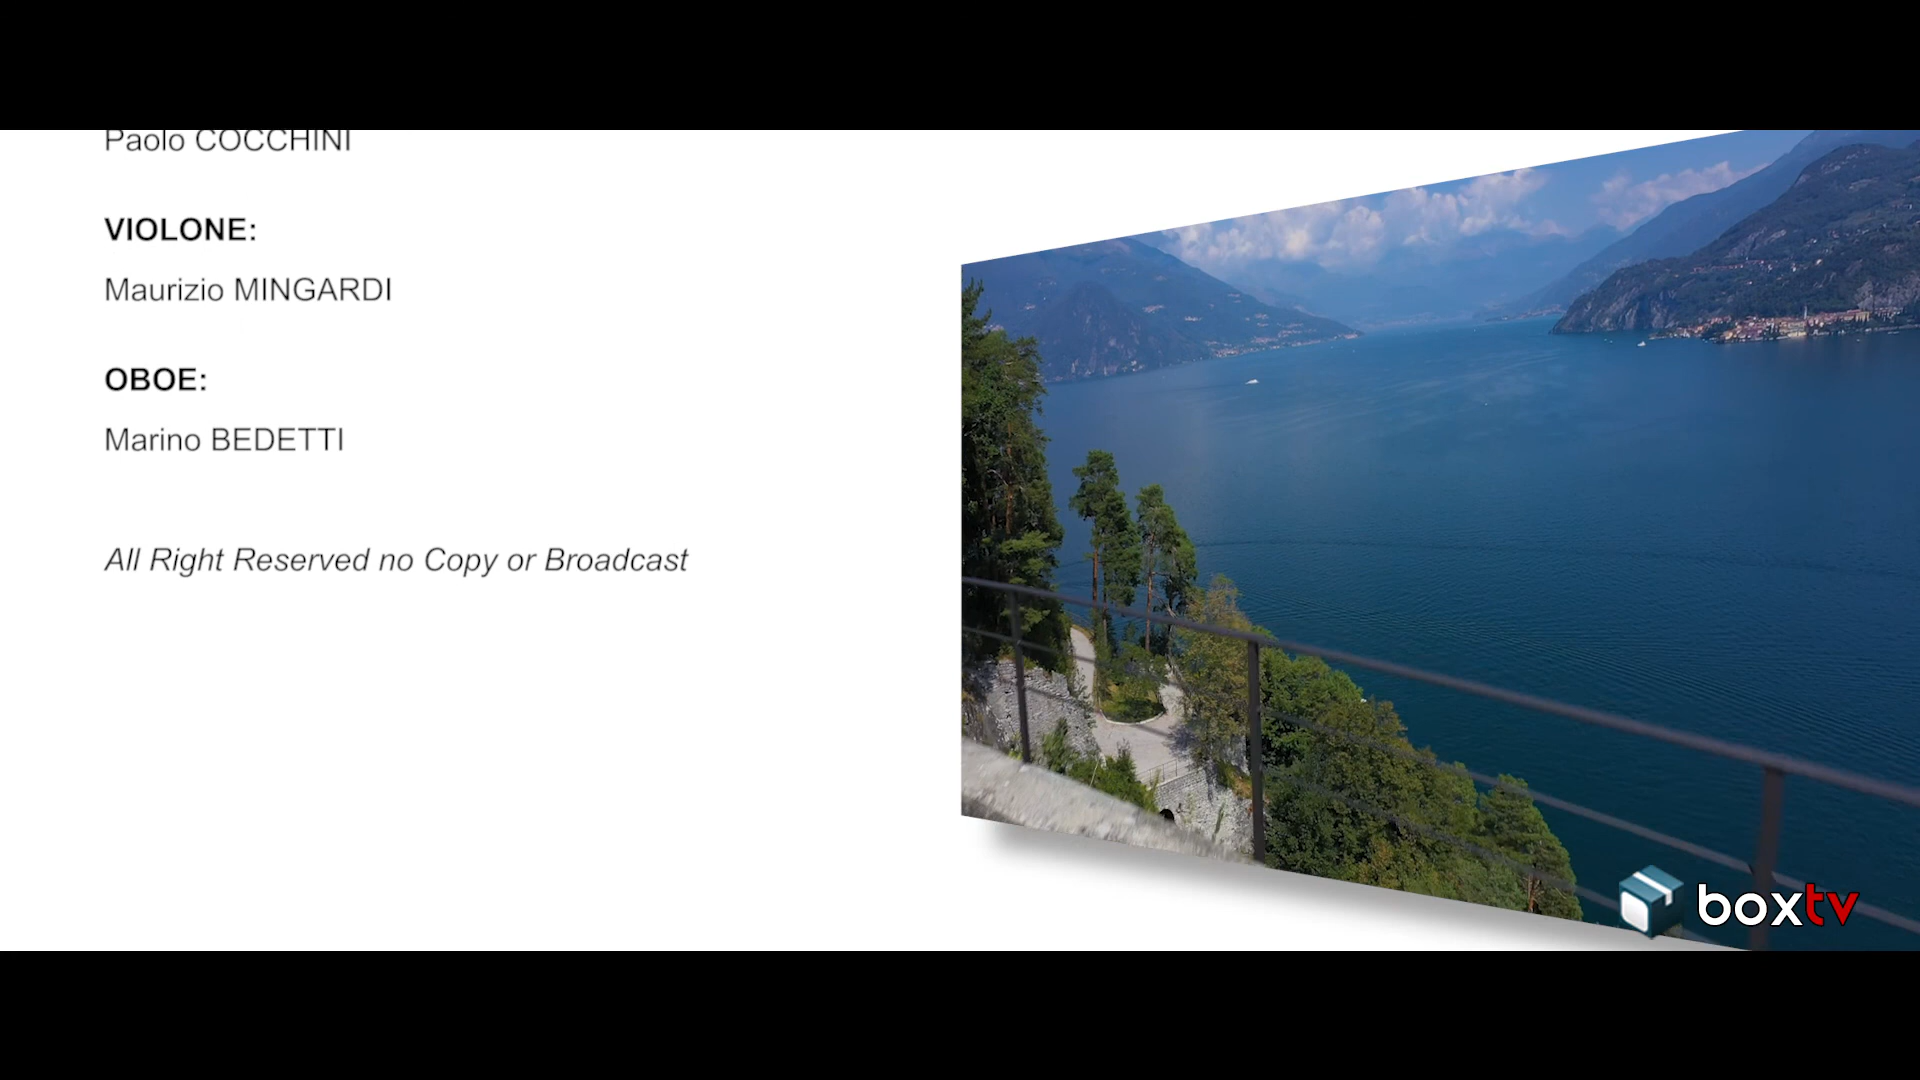 Paolo COCCHINI
VIOLONE:
Maurizio MINGARDI
OBOE:
Marino BEDETTI
All Right Reserved no Copy or Broadcast
boxtv